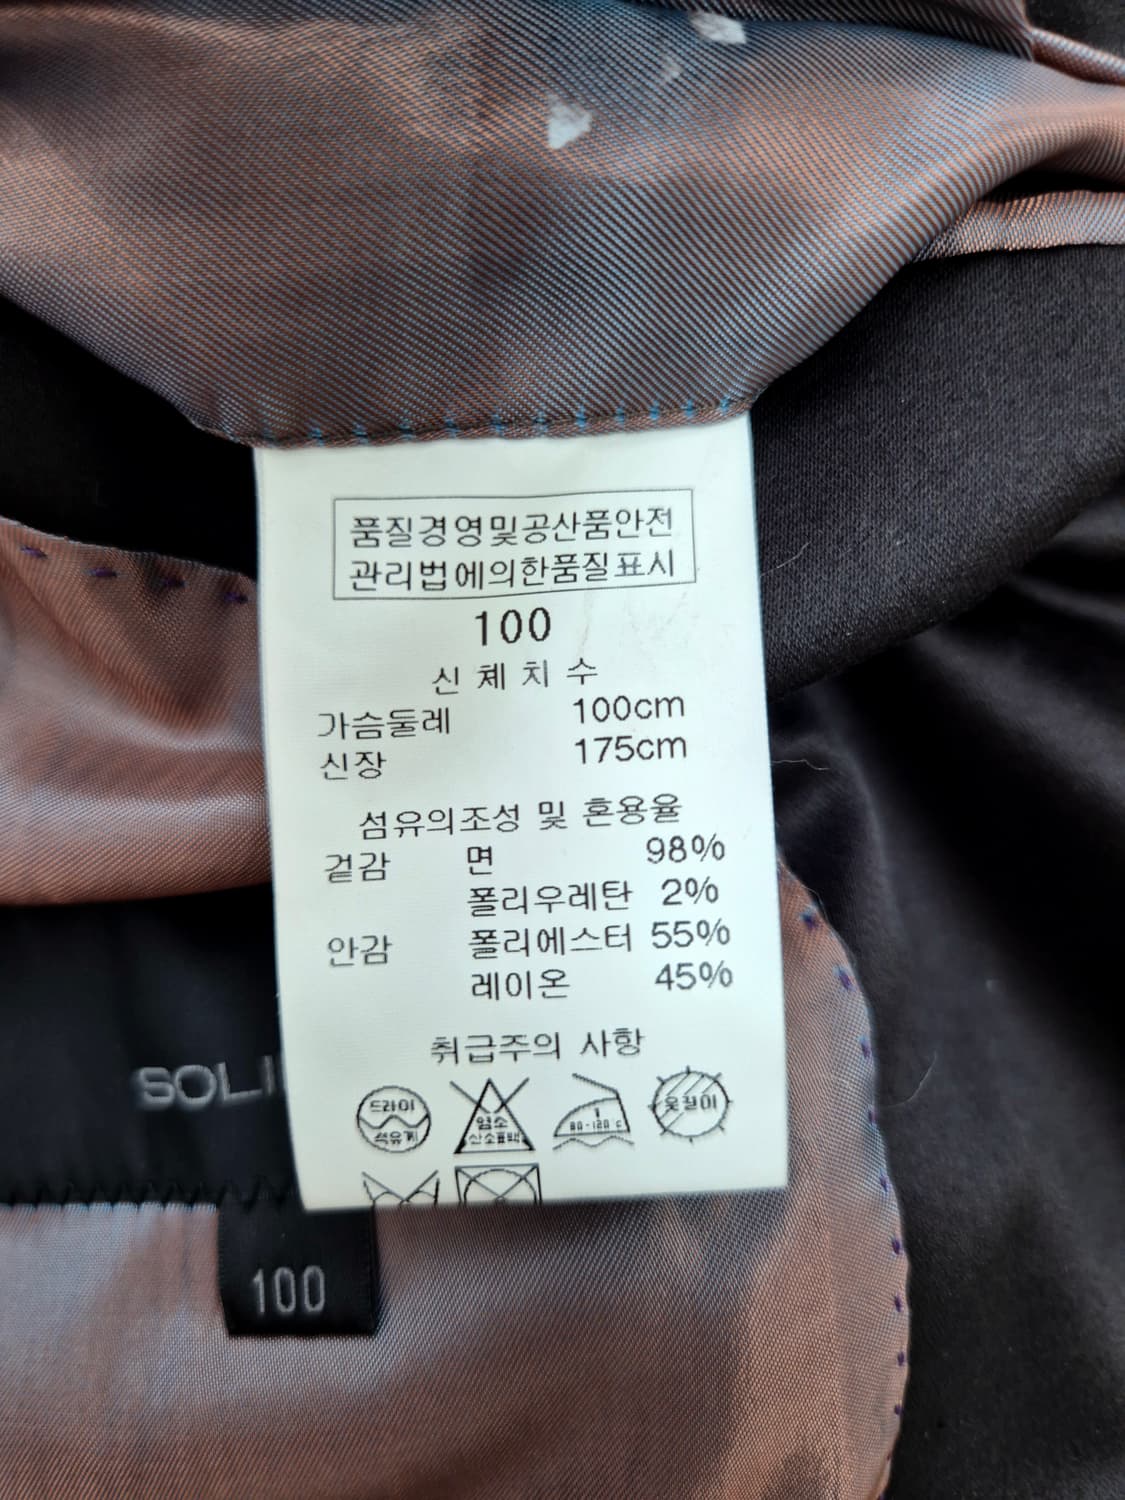 품질경영및공산품안전
관리법에의한품질표시
100
신체치수
가슴둘레 100cm
신장 175cm
섬유의조성 및 혼용율
겉감 면 98%
폴리우레탄 2%
안감 폴리에스터 55%
레이온 45%
취급주의 사항
드라이
석유계
염소
산소표백
80-120°C
옷걸이
SOLI
100